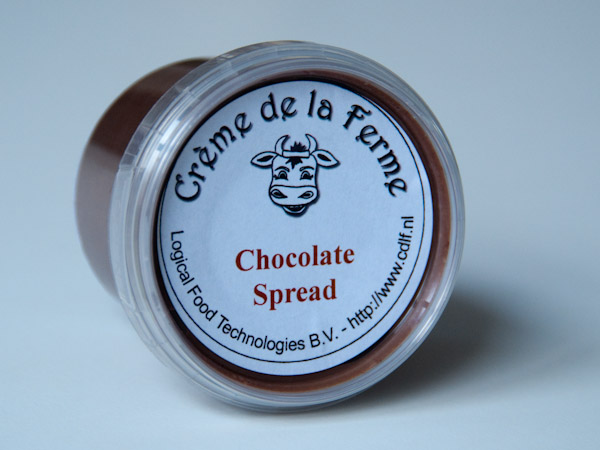 Crème de la Ferme
Chocolate
Spread
Logical Food Technologies B.V. - http://www.cdlf.nl